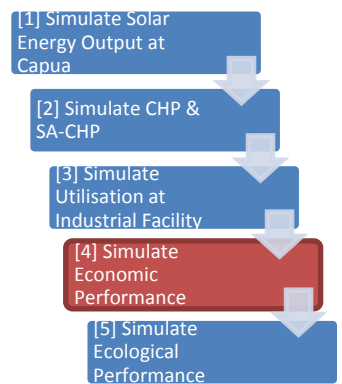 [1] Simulate Solar
Energy Output at
Capua
[2] Simulate CHP &
SA-CHP
[3] Simulate
Utilisation at
Industrial Facility
[4] Simulate
Economic
Performance
[5] Simulate
Ecological
Performance